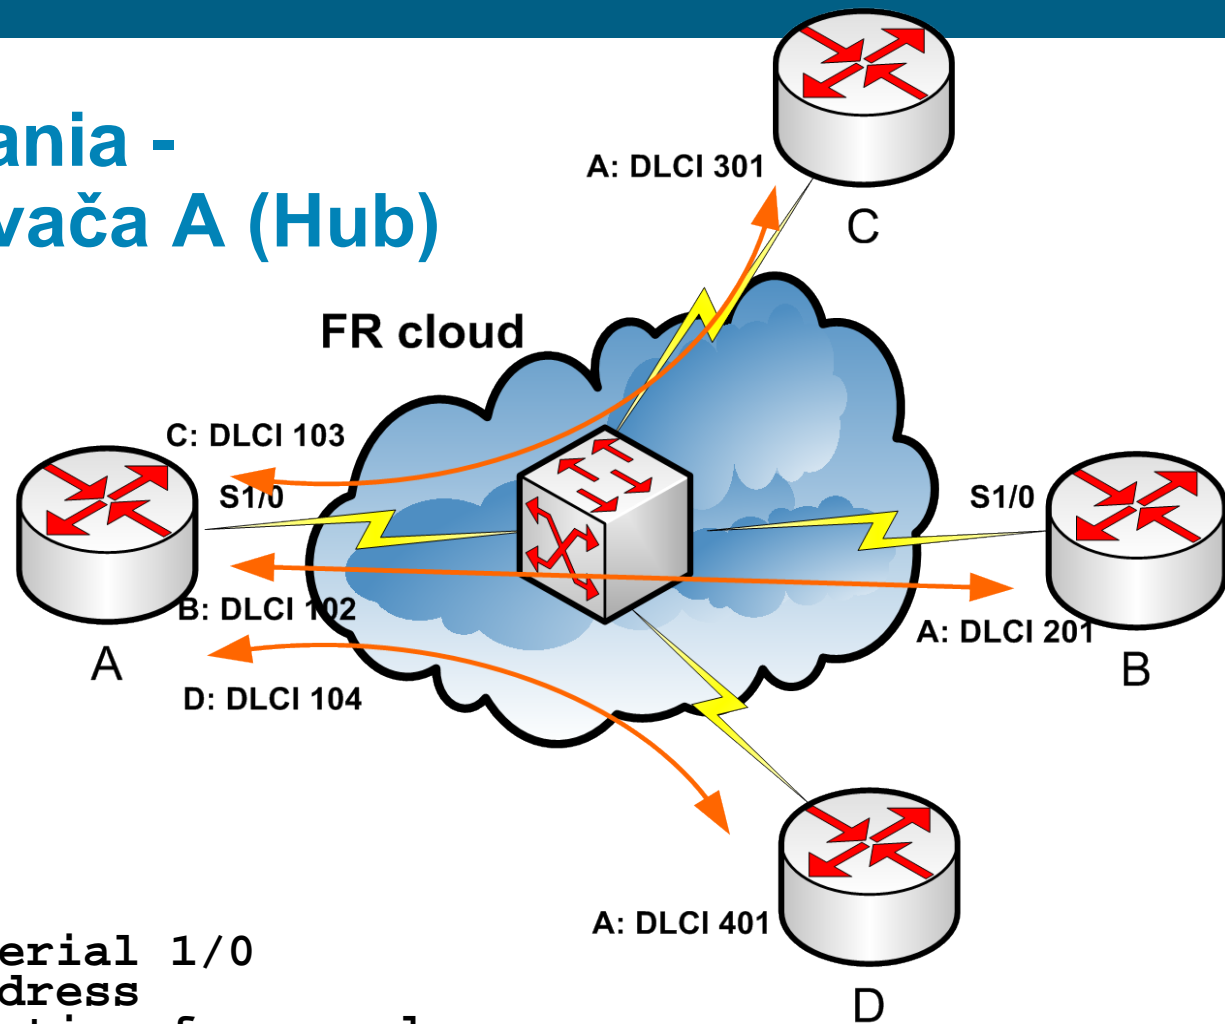 ania -
vača A (Hub)
A: DLCI 301
C
FR cloud
C: DLCI 103
S1/0
S1/0
B: DLCI 102
A: DLCI 201
A
B
D: DLCI 104
A: DLCI 401
D
erial 1/0
dress